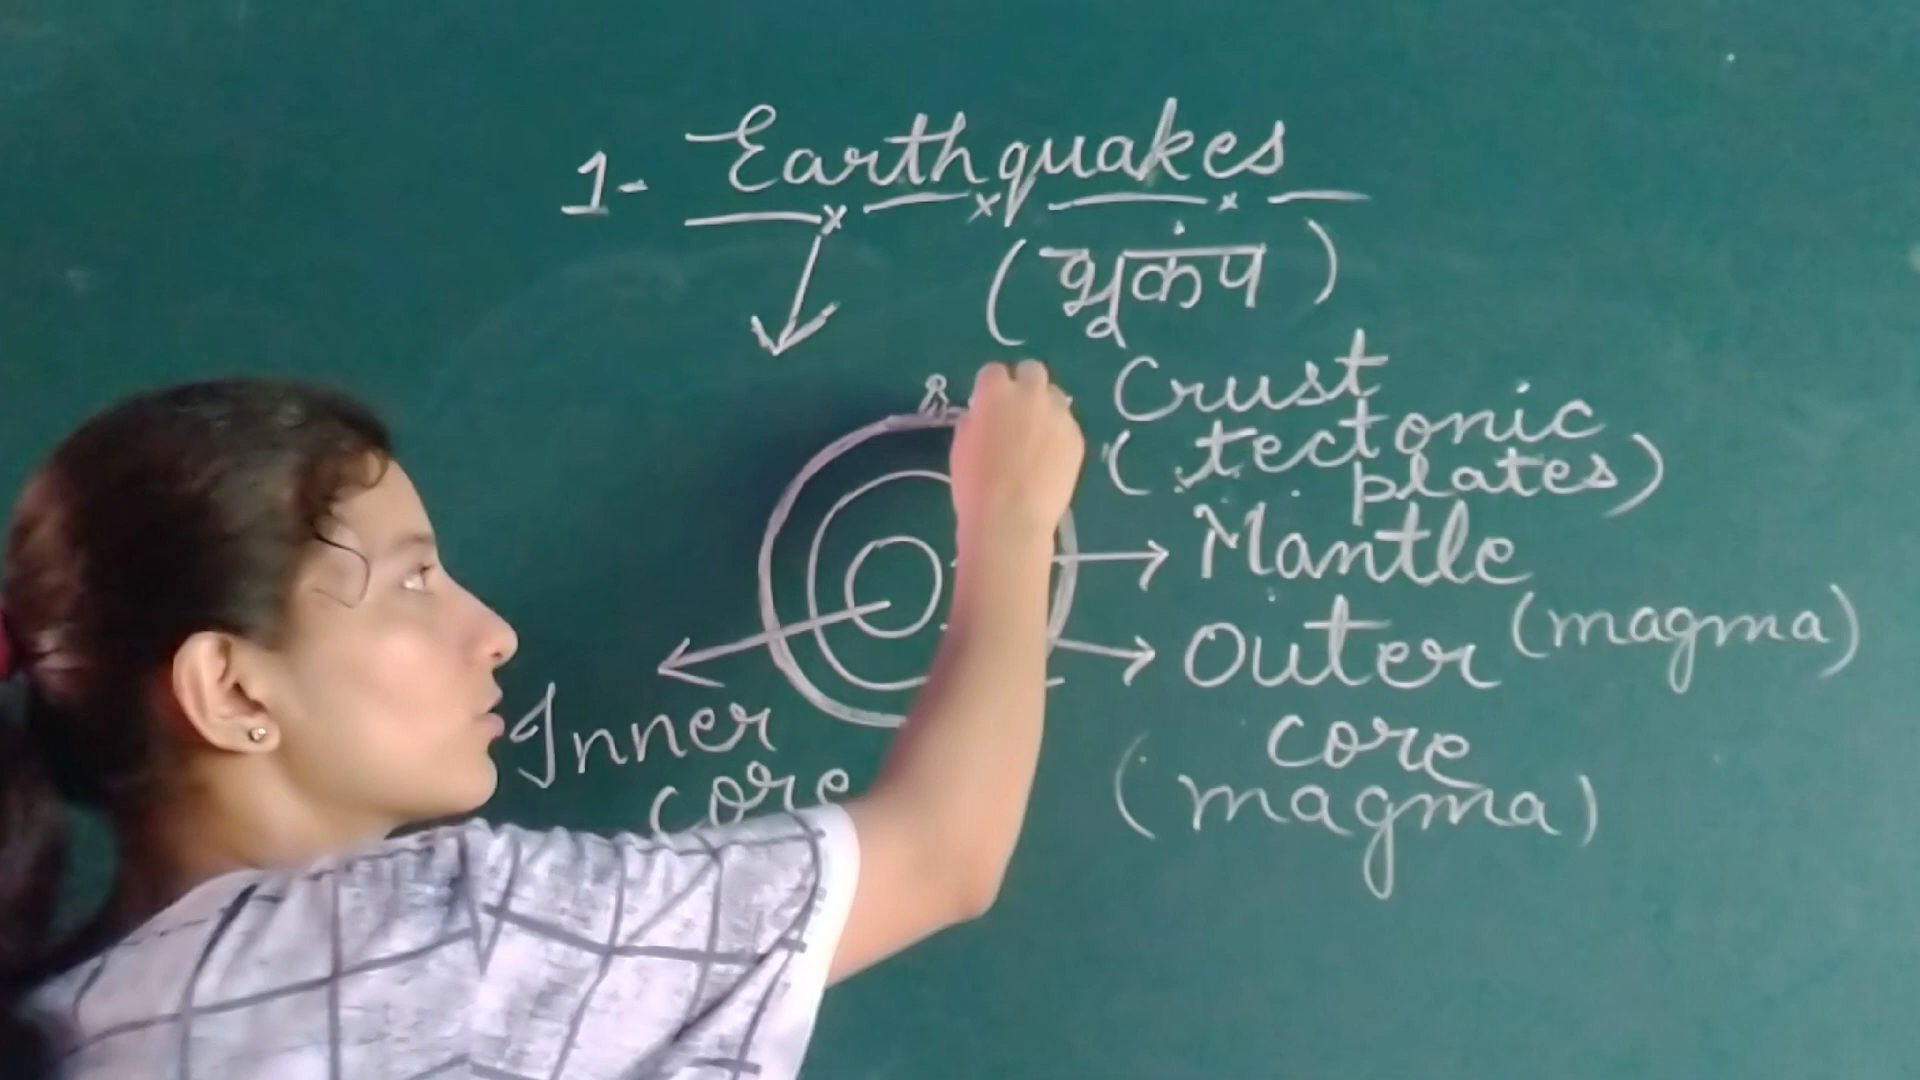 1- Earthquakes
(भूकंप)
Crust
(tectonic
plates)
Mantle
(magma)
Outer
core
(magma)
Inner
core